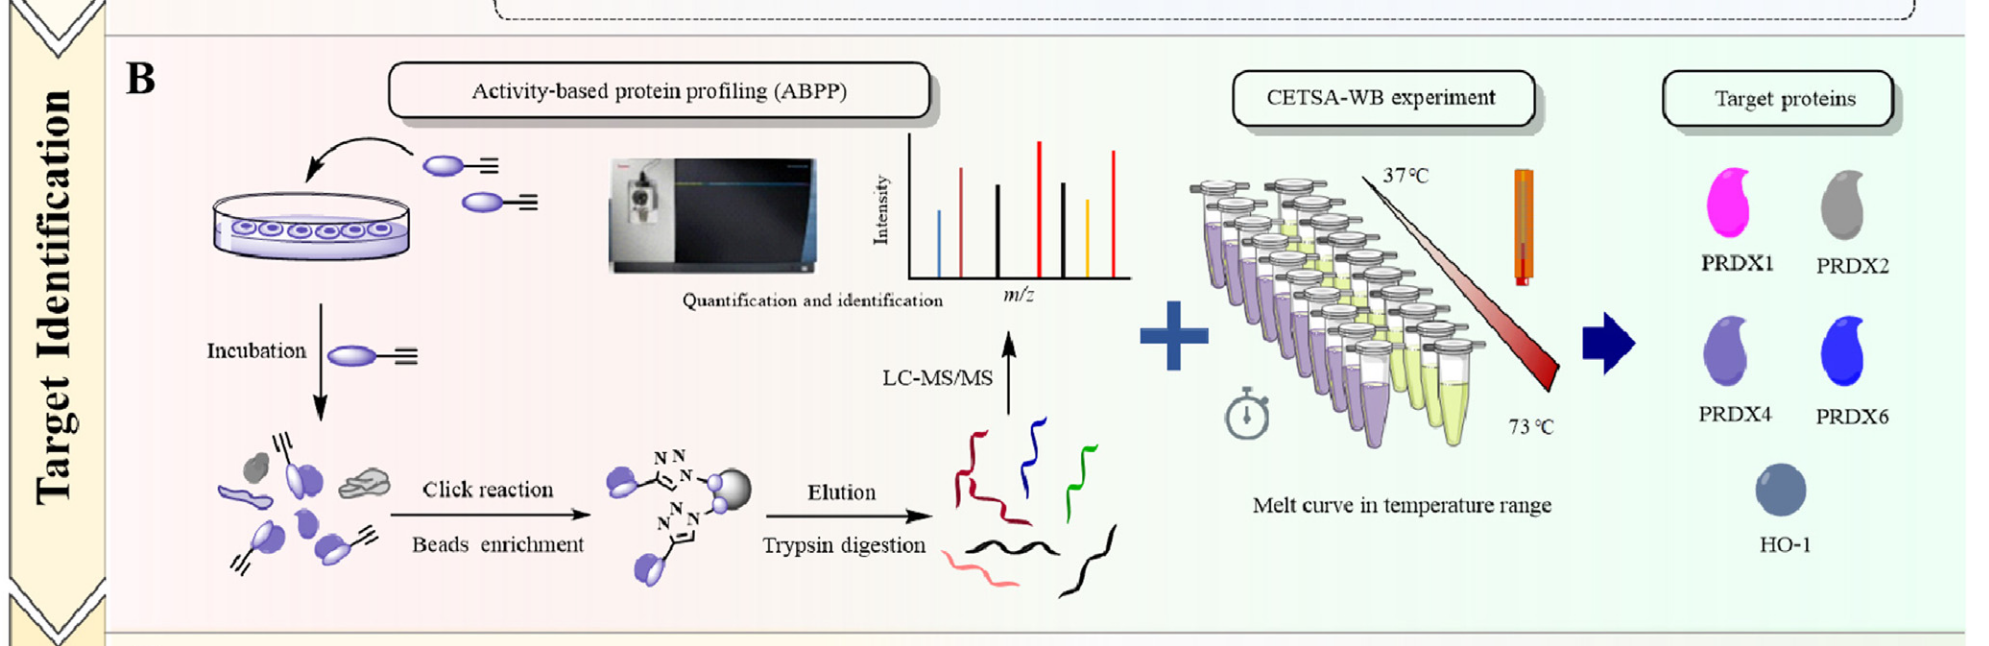 Target Identification
B
Activity-based protein profiling (ABPP)
CETSA-WB experiment
Target proteins
Intensity
m/z
Quantification and identification
37℃
73 ℃
Incubation
LC-MS/MS
Click reaction
Beads enrichment
N N
N
N
N N
Elution
Trypsin digestion
Melt curve in temperature range
PRDX1
PRDX2
PRDX4
PRDX6
HO-1